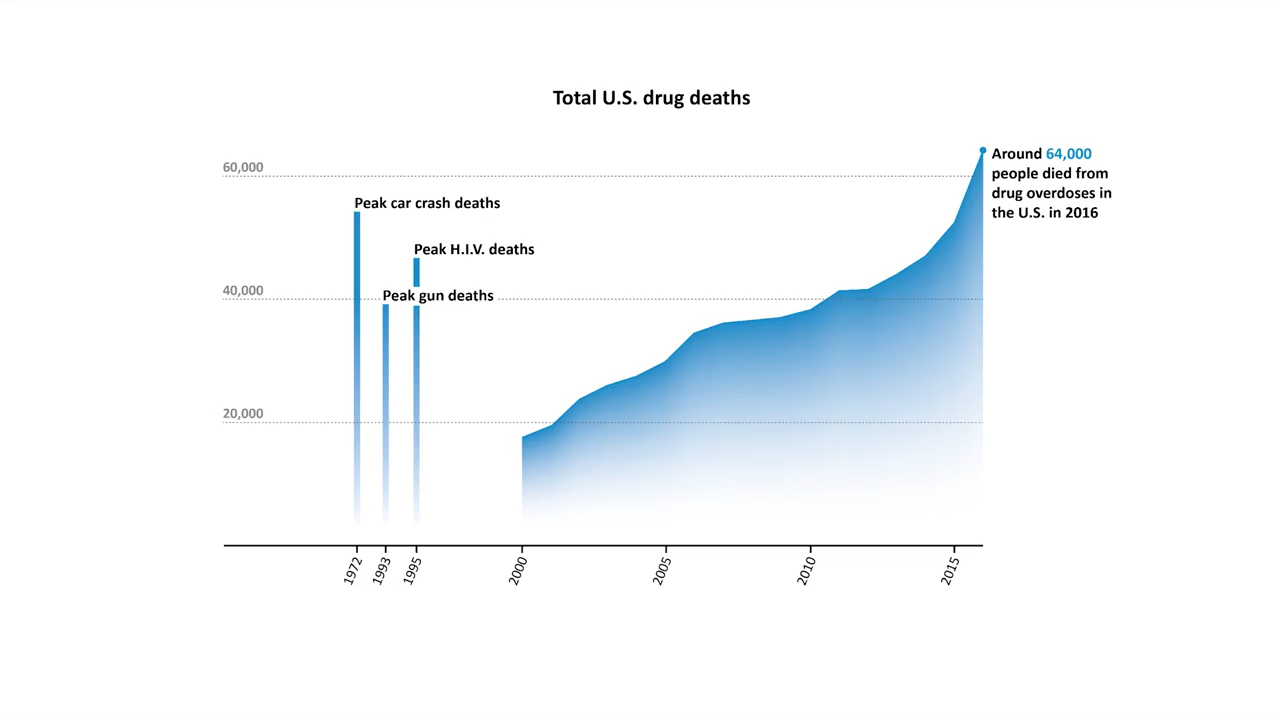 Total U.S. drug deaths
60,000
Around 64,000
people died from
drug overdoses in
the U.S. in 2016
Peak car crash deaths
Peak H.I.V. deaths
40,000
Peak gun deaths
20,000
1972
1993
1995
2000
2005
2010
2015